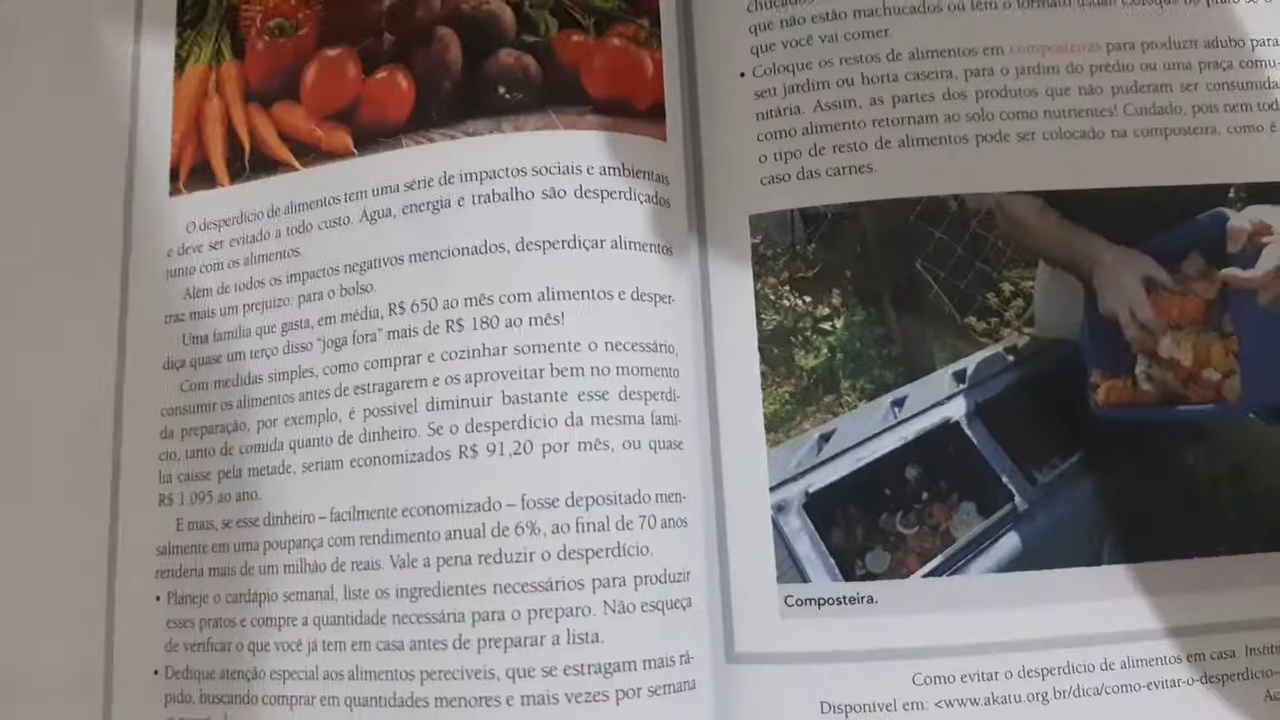 O desperdício de alimentos tem uma série de impactos sociais e ambientais
e deve ser evitado a todo custo. Água, energia e trabalho são desperdiçados
junto com os alimentos.
Além de todos os impactos negativos mencionados, desperdiçar alimentos
traz mais um prejuízo: para o bolso.
Uma família que gasta, em média, R$ 650 ao mês com alimentos e desper-
diça quase um terço disso "joga fora" mais de R$ 180 ao mês!
Com medidas simples, como comprar e cozinhar somente o necessário,
consumir os alimentos antes de estragarem e os aproveitar bem no momento
da preparação, por exemplo, é possível diminuir bastante esse desperdí-
cio, tanto de comida quanto de dinheiro. Se o desperdício da mesma famí-
lia caísse pela metade, seriam economizados R$ 91,20 por mês, ou quase
R$ 1.095 ao ano.
E mais, se esse dinheiro – facilmente economizado – fosse depositado men-
salmente em uma poupança com rendimento anual de 6%, ao final de 70 anos
renderia mais de um milhão de reais. Vale a pena reduzir o desperdício.
• Planeje o cardápio semanal, liste os ingredientes necessários para produzir
esses pratos e compre a quantidade necessária para o preparo. Não esqueça
de verificar o que você já tem em casa antes de preparar a lista.
• Dedique atenção especial aos alimentos perecíveis, que se estragam mais rá-
pido, buscando comprar em quantidades menores e mais vezes por semana
que não estão machucados ou têm o formato usual
que você vai comer.
• Coloque os restos de alimentos em composteiras para produzir adubo para
seu jardim ou horta caseira, para o jardim do prédio ou uma praça comu-
nitária. Assim, as partes dos produtos que não puderam ser consumida
como alimento retornam ao solo como nutrientes! Cuidado, pois nem tod
o tipo de resto de alimentos pode ser colocado na composteira, como é
caso das carnes.
Composteira.
Como evitar o desperdício de alimentos em casa. Institu
Disponível em: <www.akatu.org.br/dica/como-evitar-o-desperdicio-